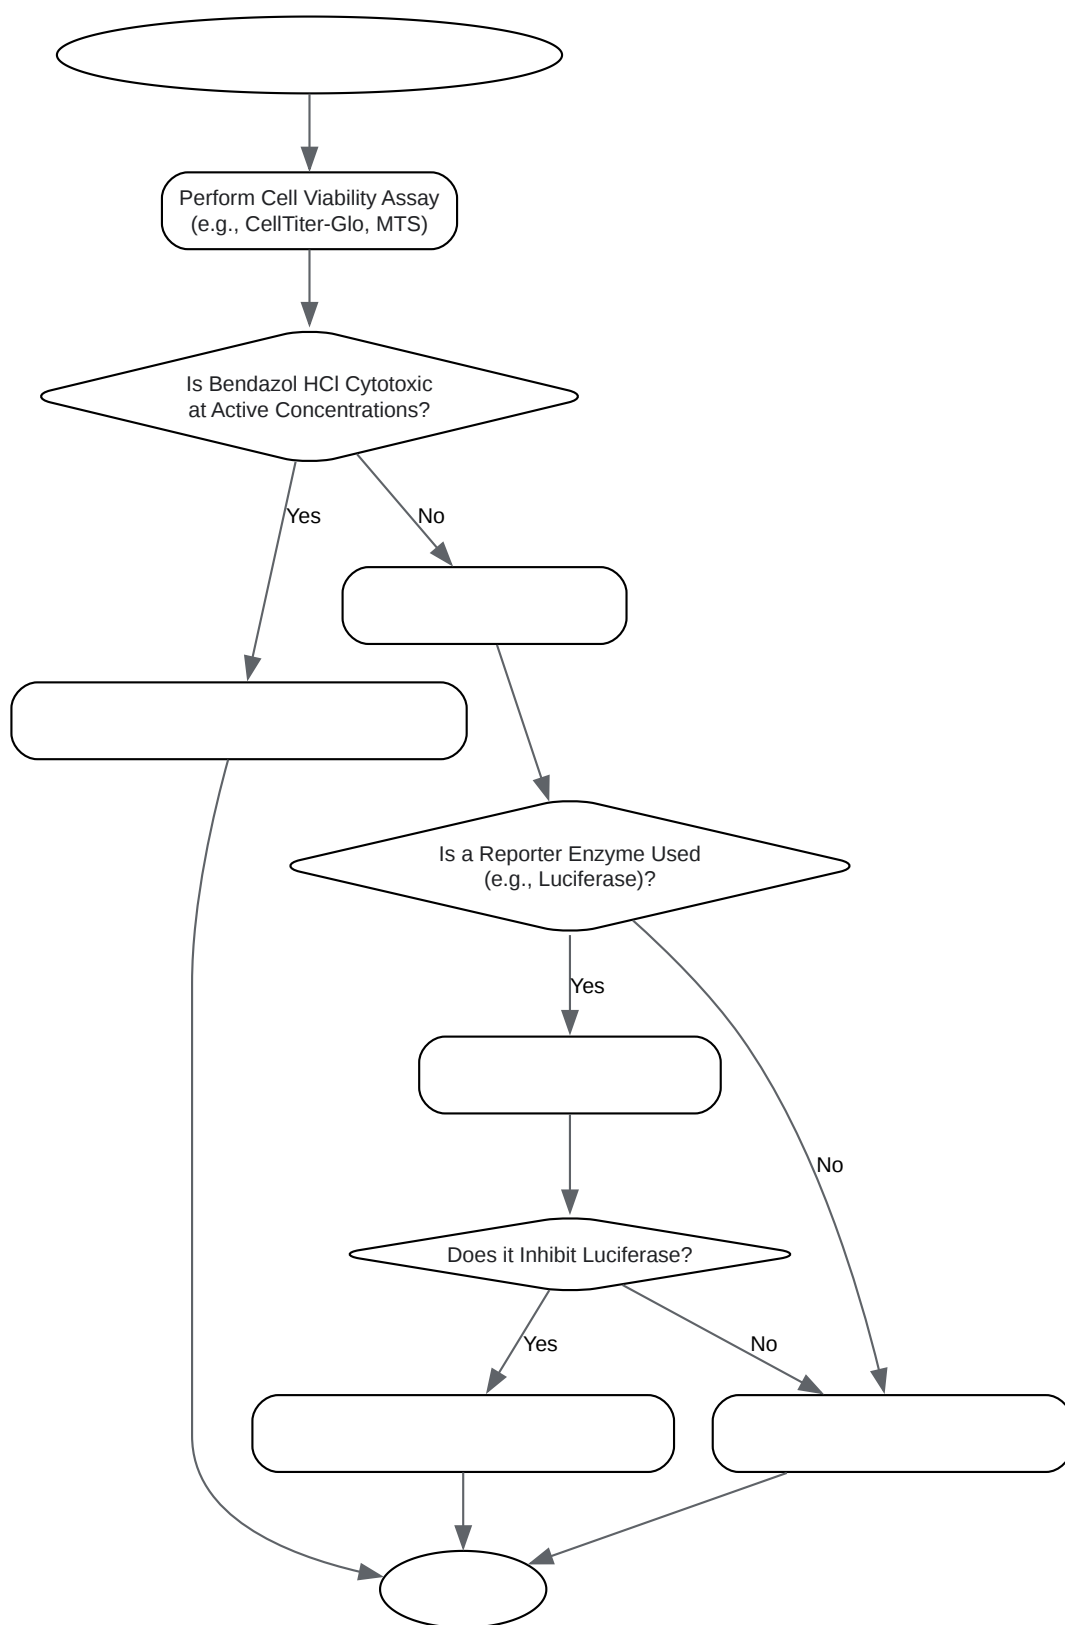 Perform Cell Viability Assay
(e.g., CellTiter-Glo, MTS)
Is Bendazol HCl Cytotoxic
at Active Concentrations?
Yes
No
Is a Reporter Enzyme Used
(e.g., Luciferase)?
Yes
No
Does it Inhibit Luciferase?
Yes
No